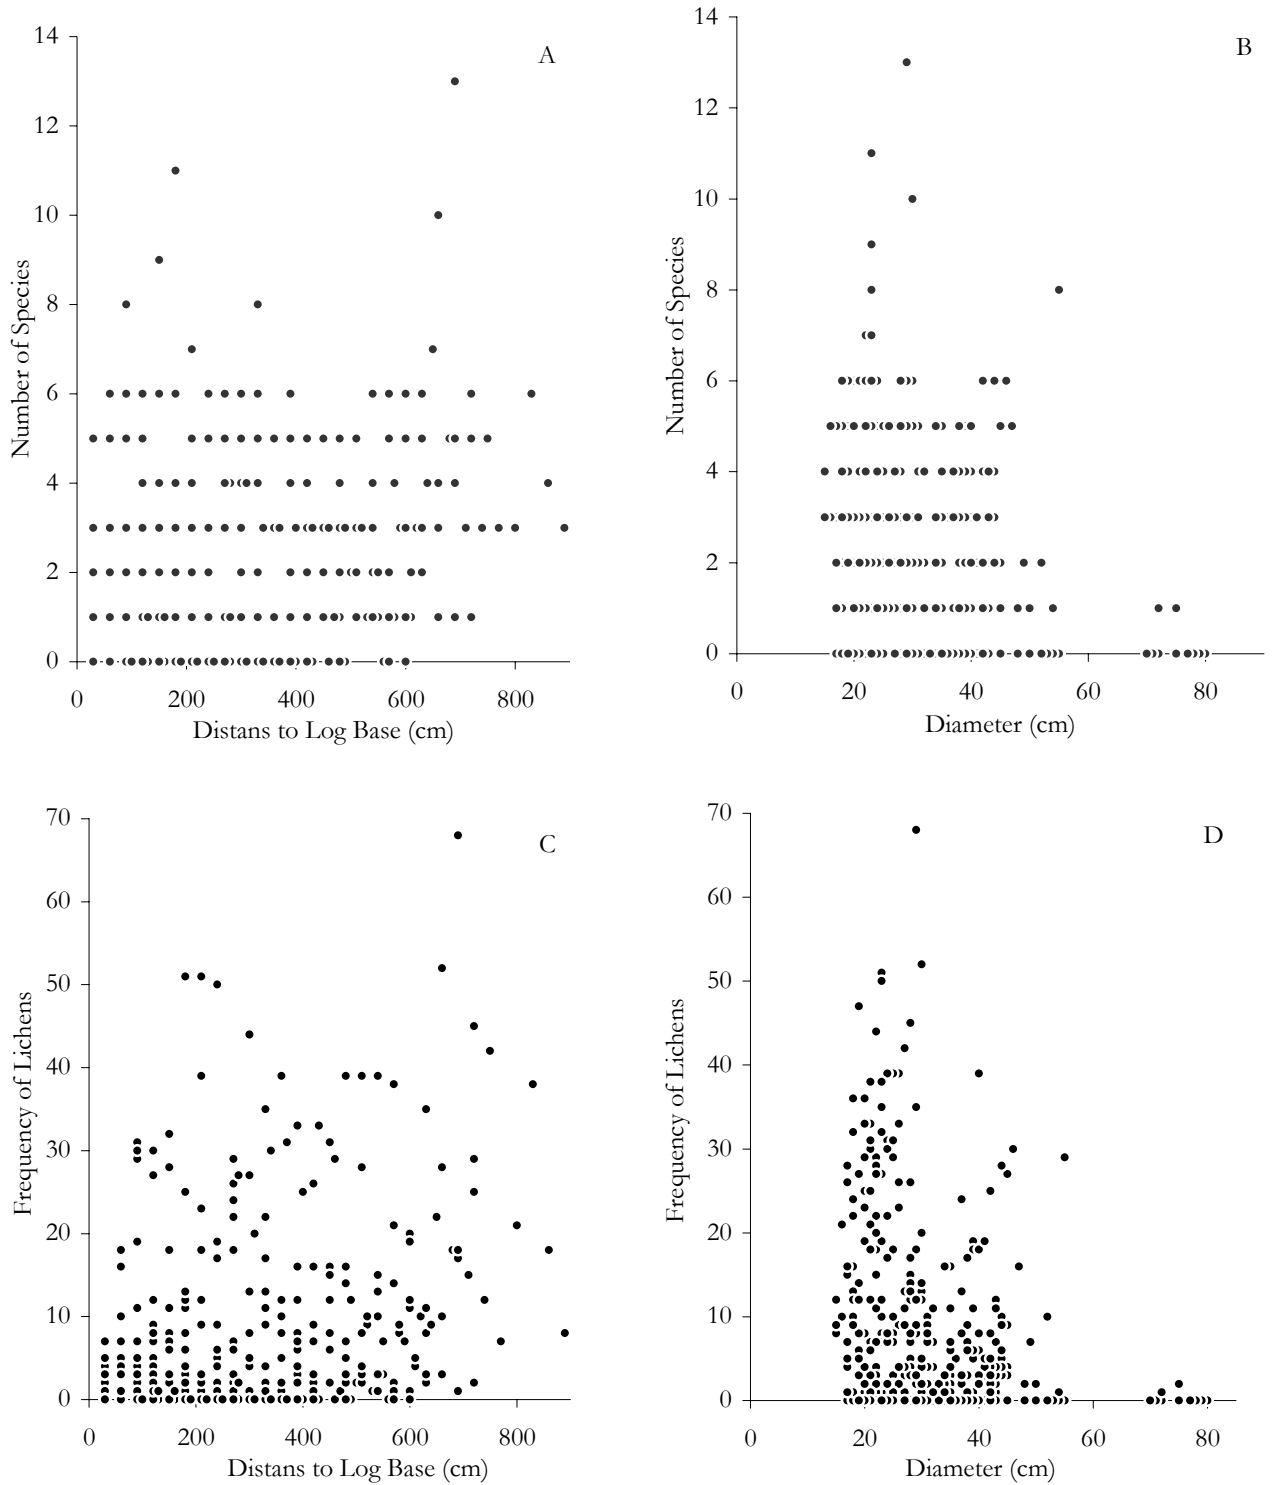 A
14
12
10
8
6
4
2
0
Number of Species
0 200 400 600 800
Distans to Log Base (cm)
B
14
12
10
8
6
4
2
0
Number of Species
0 20 40 60 80
Diameter (cm)
C
70
60
50
40
30
20
10
0
Frequency of Lichens
0 200 400 600 800
Distans to Log Base (cm)
D
70
60
50
40
30
20
10
0
Frequency of Lichens
0 20 40 60 80
Diameter (cm)